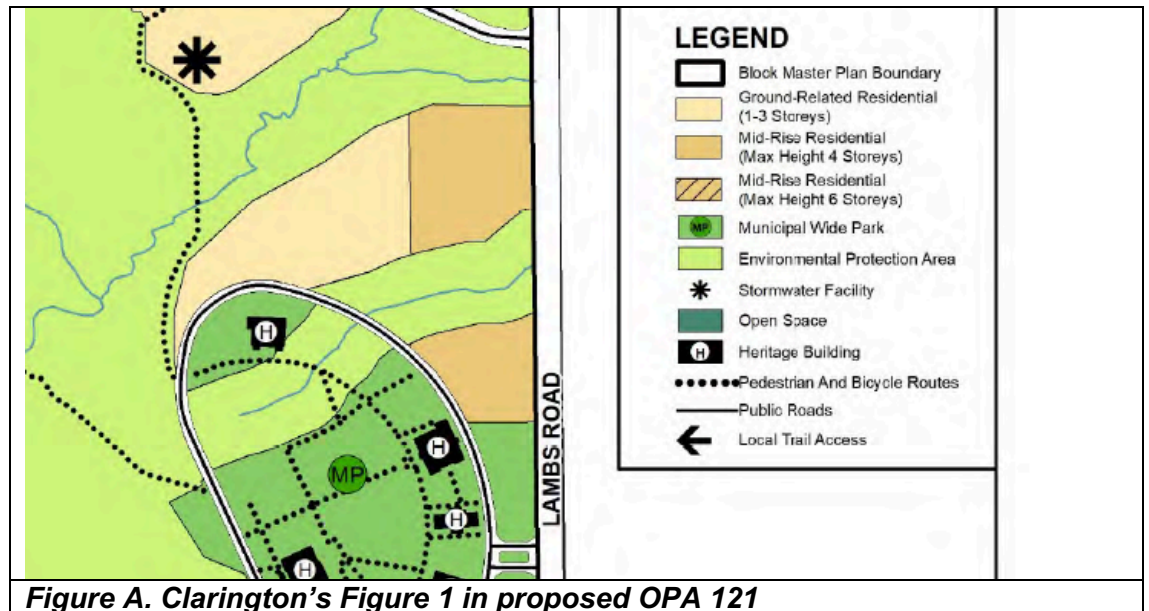 LEGEND
Block Master Plan Boundary
Ground-Related Residential
(1-3 Storeys)
Mid-Rise Residential
(Max Height 4 Storeys)
Mid-Rise Residential
(Max Height 6 Storeys)
MP
Municipal Wide Park
Environmental Protection Area
Stormwater Facility
Open Space
H
Heritage Building
Pedestrian And Bicycle Routes
Public Roads
Local Trail Access
LAMBS ROAD
H
H
MP
H
H
Figure A. Clarington's Figure 1 in proposed OPA 121